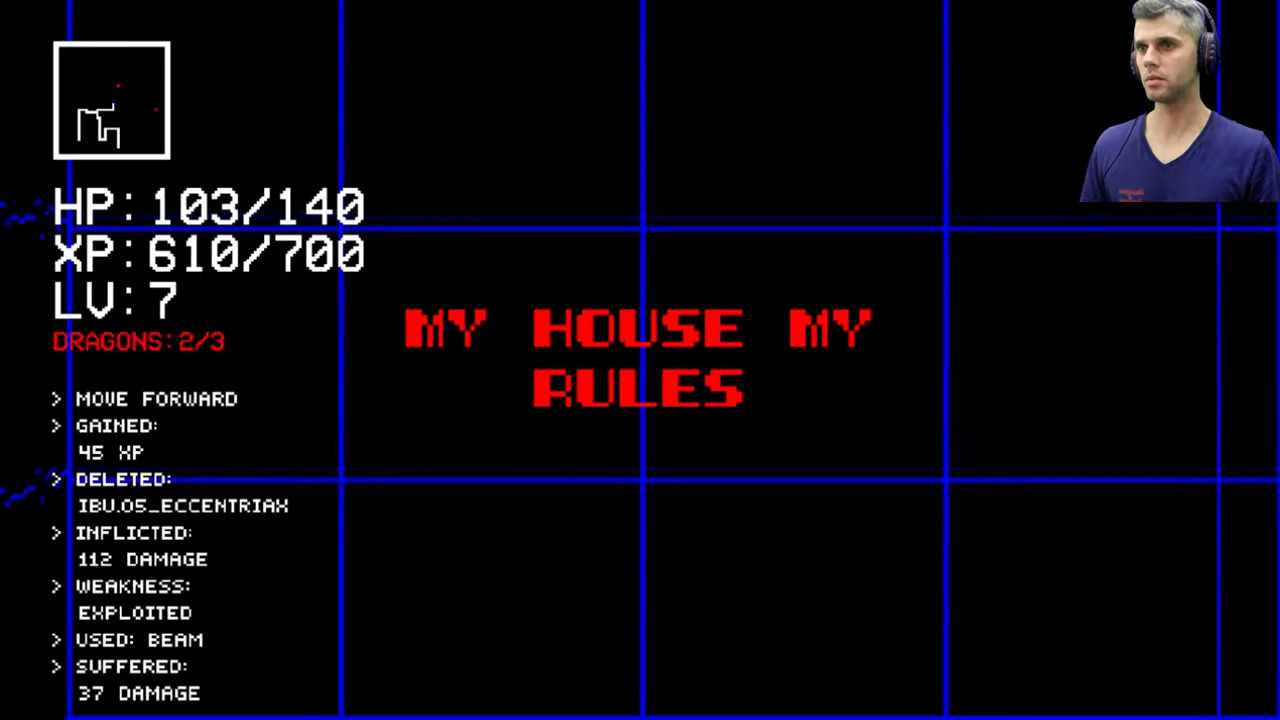 HP: 103/140
XP: 610/700
LV: 7
DRAGONS: 2/3
MY HOUSE MY
RULES
> MOVE FORWARD
> GAINED:
45 XP
> DELETED:
IBU.05_ECCENTRIAX
> INFLICTED:
112 DAMAGE
> WEAKNESS:
EXPLOITED
> USED: BEAM
> SUFFERED:
37 DAMAGE